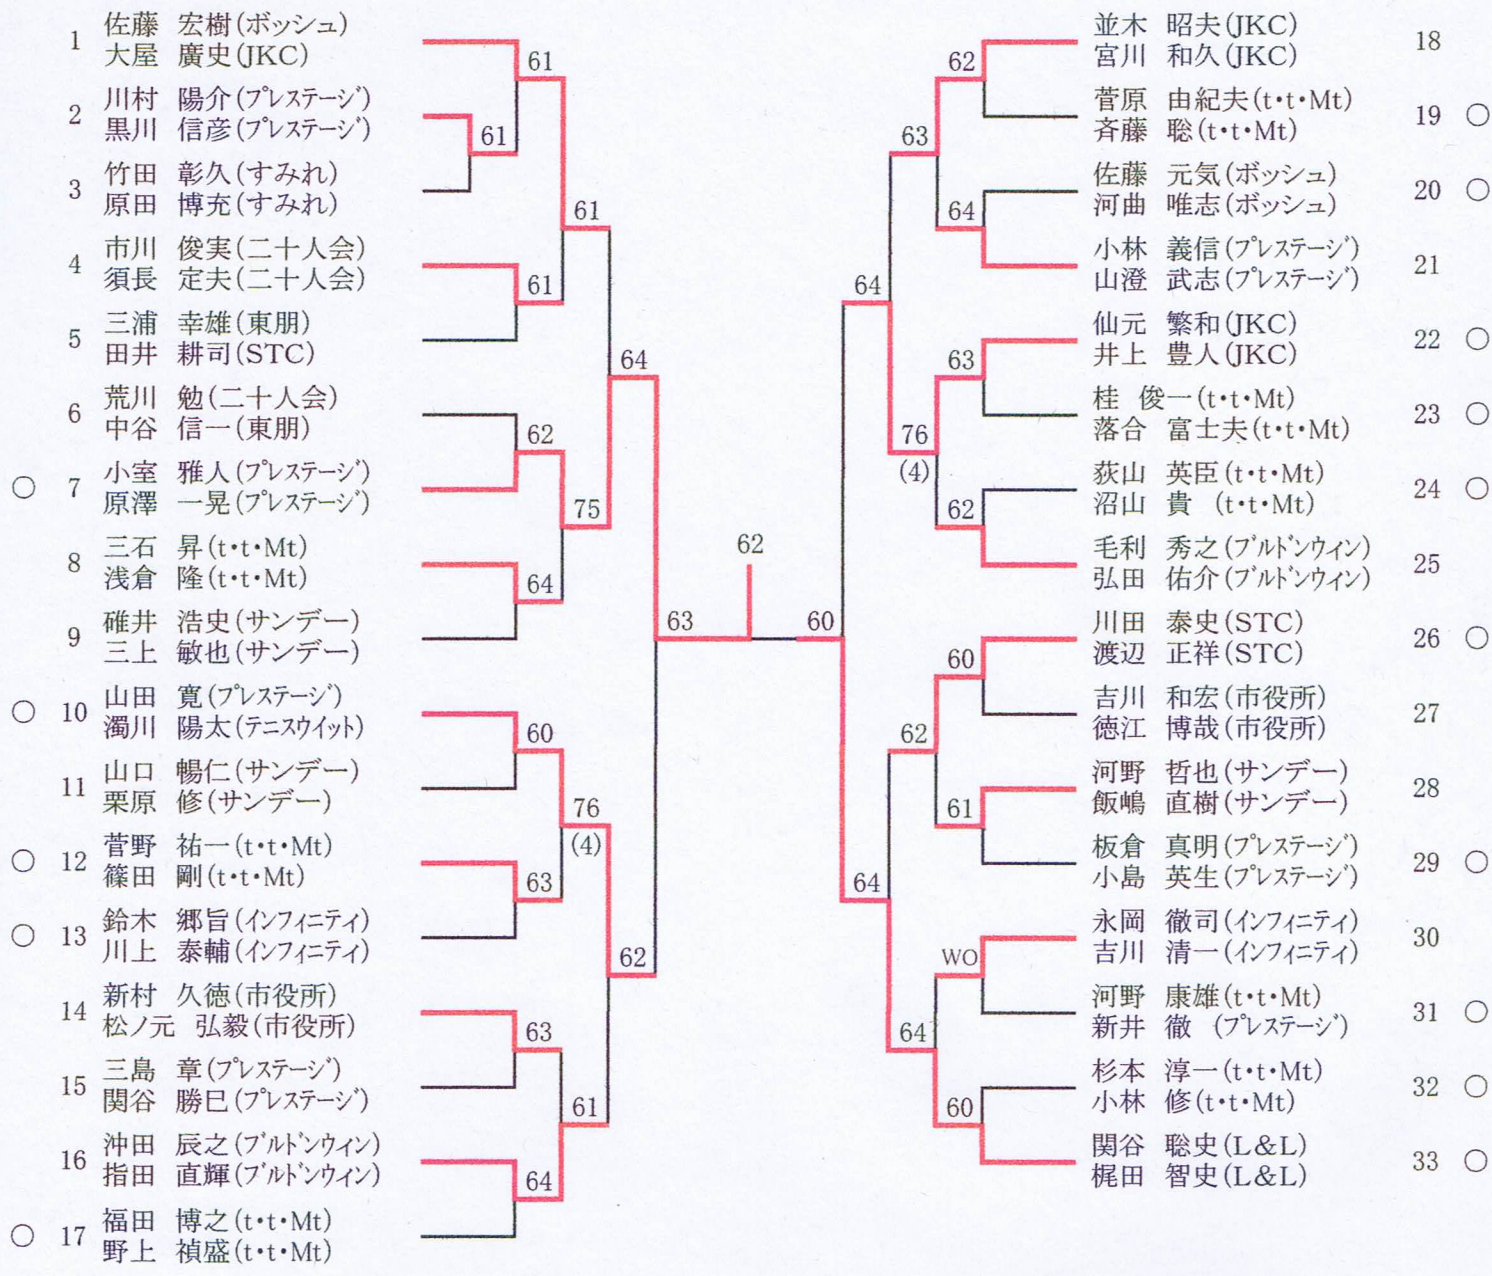 1
佐藤 宏樹(ボッシュ)
大屋 廣史(JKC)
2
川村 陽介(プレステージ)
黒川 信彦(プレステージ)
3
竹田 彰久(すみれ)
原田 博充(すみれ)
4
市川 俊実(二十人会)
須長 定夫(二十人会)
5
三浦 幸雄(東朋)
田井 耕司(STC)
6
荒川 勉(二十人会)
中谷 信一(東朋)
○ 7
小室 雅人(プレステージ)
原澤 一晃(プレステージ)
8
三石 昇(t・t・Mt)
浅倉 隆(t・t・Mt)
9
碓井 浩史(サンデー)
三上 敏也(サンデー)
○ 10
山田 寛(プレステージ)
濁川 陽太(テニスウイット)
11
山口 暢仁(サンデー)
栗原 修(サンデー)
○ 12
菅野 祐一(t・t・Mt)
篠田 剛(t・t・Mt)
○ 13
鈴木 郷旨(インフィニティ)
川上 泰輔(インフィニティ)
14
新村 久徳(市役所)
松ノ元 弘毅(市役所)
15
三島 章(プレステージ)
関谷 勝巳(プレステージ)
16
沖田 辰之(ブルドンウィン)
指田 直輝(ブルドンウィン)
○ 17
福田 博之(t・t・Mt)
野上 禎盛(t・t・Mt)
61
61
61
61
62
64
75
64
60
63
76
(4)
63
64
61
62
63
62
60
64
64
63
76
(4)
62
64
63
62
62
64
60
61
WO
60
並木 昭夫(JKC)
宮川 和久(JKC)
18
菅原 由紀夫(t・t・Mt)
斉藤 聡(t・t・Mt)
19 ○
佐藤 元気(ボッシュ)
河曲 唯志(ボッシュ)
20 ○
小林 義信(プレステージ)
山澄 武志(プレステージ)
21
仙元 繁和(JKC)
井上 豊人(JKC)
22 ○
桂 俊一(t・t・Mt)
落合 富士夫(t・t・Mt)
23 ○
荻山 英臣(t・t・Mt)
沼山 貴 (t・t・Mt)
24 ○
毛利 秀之(ブルドンウィン)
弘田 佑介(ブルドンウィン)
25
川田 泰史(STC)
渡辺 正祥(STC)
26 ○
吉川 和宏(市役所)
徳江 博哉(市役所)
27
河野 哲也(サンデー)
飯嶋 直樹(サンデー)
28
板倉 真明(プレステージ)
小島 英生(プレステージ)
29 ○
永岡 徹司(インフィニティ)
吉川 清一(インフィニティ)
30
河野 康雄(t・t・Mt)
新井 徹 (プレステージ)
31 ○
杉本 淳一(t・t・Mt)
小林 修(t・t・Mt)
32 ○
関谷 聡史(L&L)
梶田 智史(L&L)
33 ○